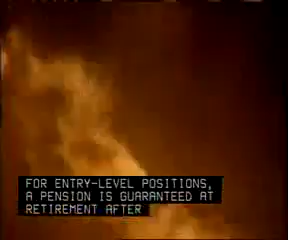 FOR ENTRY-LEVEL POSITIONS,
A PENSION IS GUARANTEED AT
RETIREMENT AFTER